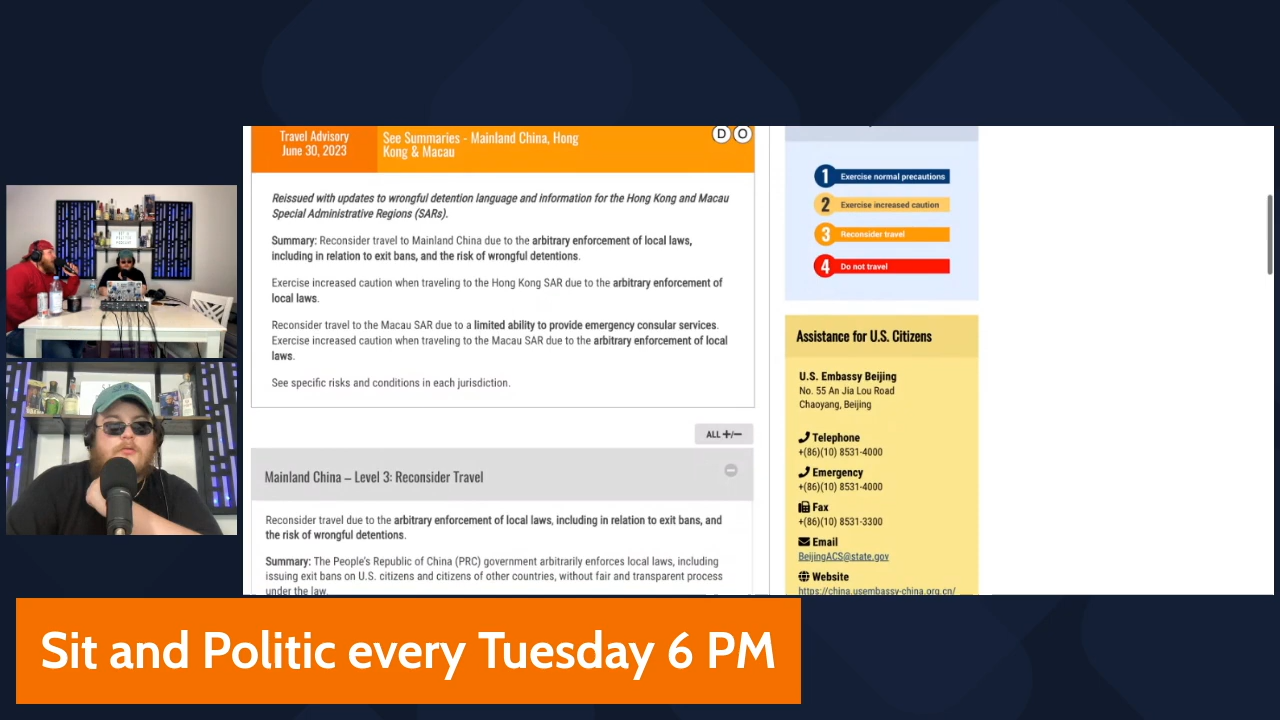 Travel Advisory
June 30, 2023
See Summaries - Mainland China, Hong
Kong & Macau
D O
Reissued with updates to wrongful detention language and information for the Hong Kong and Macau
Special Administrative Regions (SARs).
Summary: Reconsider travel to Mainland China due to the arbitrary enforcement of local laws,
including in relation to exit bans, and the risk of wrongful detentions.
Exercise increased caution when traveling to the Hong Kong SAR due to the arbitrary enforcement of
local laws.
Reconsider travel to the Macau SAR due to a limited ability to provide emergency consular services.
Exercise increased caution when traveling to the Macau SAR due to the arbitrary enforcement of local
laws.
See specific risks and conditions in each jurisdiction.
ALL +/−
Mainland China – Level 3: Reconsider Travel
Reconsider travel due to the arbitrary enforcement of local laws, including in relation to exit bans, and
the risk of wrongful detentions.
Summary: The People's Republic of China (PRC) government arbitrarily enforces local laws, including
issuing exit bans on U.S. citizens and citizens of other countries, without fair and transparent process
under the law.
1 Exercise normal precautions
2 Exercise increased caution
3 Reconsider travel
4 Do not travel
Assistance for U.S. Citizens
U.S. Embassy Beijing
No. 55 An Jia Lou Road
Chaoyang, Beijing
Telephone
+(86)(10) 8531-4000
Emergency
+(86)(10) 8531-4000
Fax
+(86)(10) 8531-3300
Email
BeijingACS@state.gov
Website
https://china.usembassy-china.org.cn/
Sit and Politic every Tuesday 6 PM